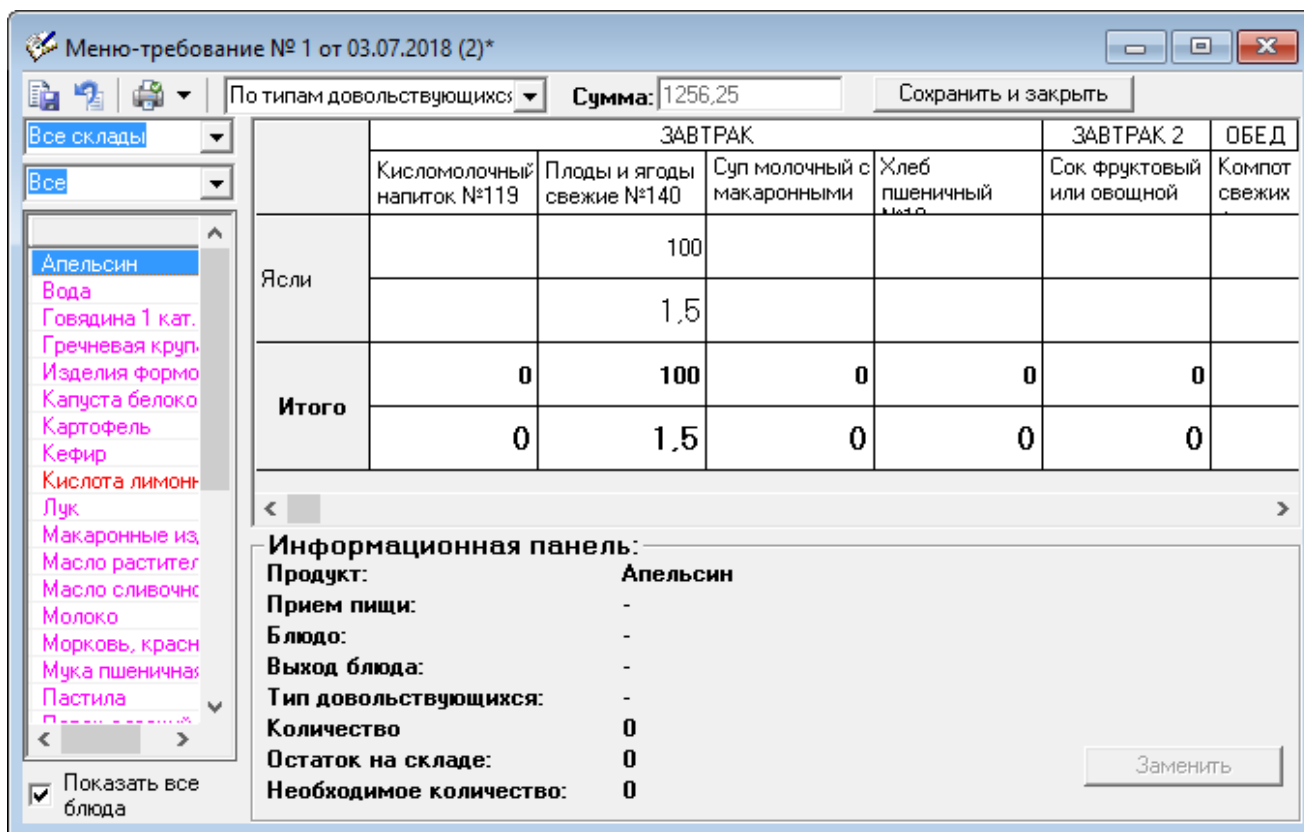 Меню-требование № 1 от 03.07.2018 (2)*
По типам довольствующихся Сумма: 1256,25 Сохранить и закрыть
Все склады
Все
ЗАВТРАК ЗАВТРАК 2 ОБЕД
Кисломолочный Плоды и ягоды Суп молочный с Хлеб Сок фруктовый Компот
напиток №119 свежие №140 макаронными пшеничный или овощной свежих
Ясли
100
1,5
Итого
0 100 0 0 0
0 1,5 0 0 0
Апельсин
Вода
Говядина 1 кат.
Гречневая круп
Изделия формо
Капуста белоко
Картофель
Кефир
Кислота лимонн
Лук
Макаронные из
Масло растител
Масло сливочно
Молоко
Морковь, красн
Мука пшеничная
Пастила
Показать все
блюда
Информационная панель:
Продукт: Апельсин
Прием пищи: -
Блюдо: -
Выход блюда: -
Тип довольствующихся: -
Количество 0
Остаток на складе: 0
Необходимое количество: 0
Заменить